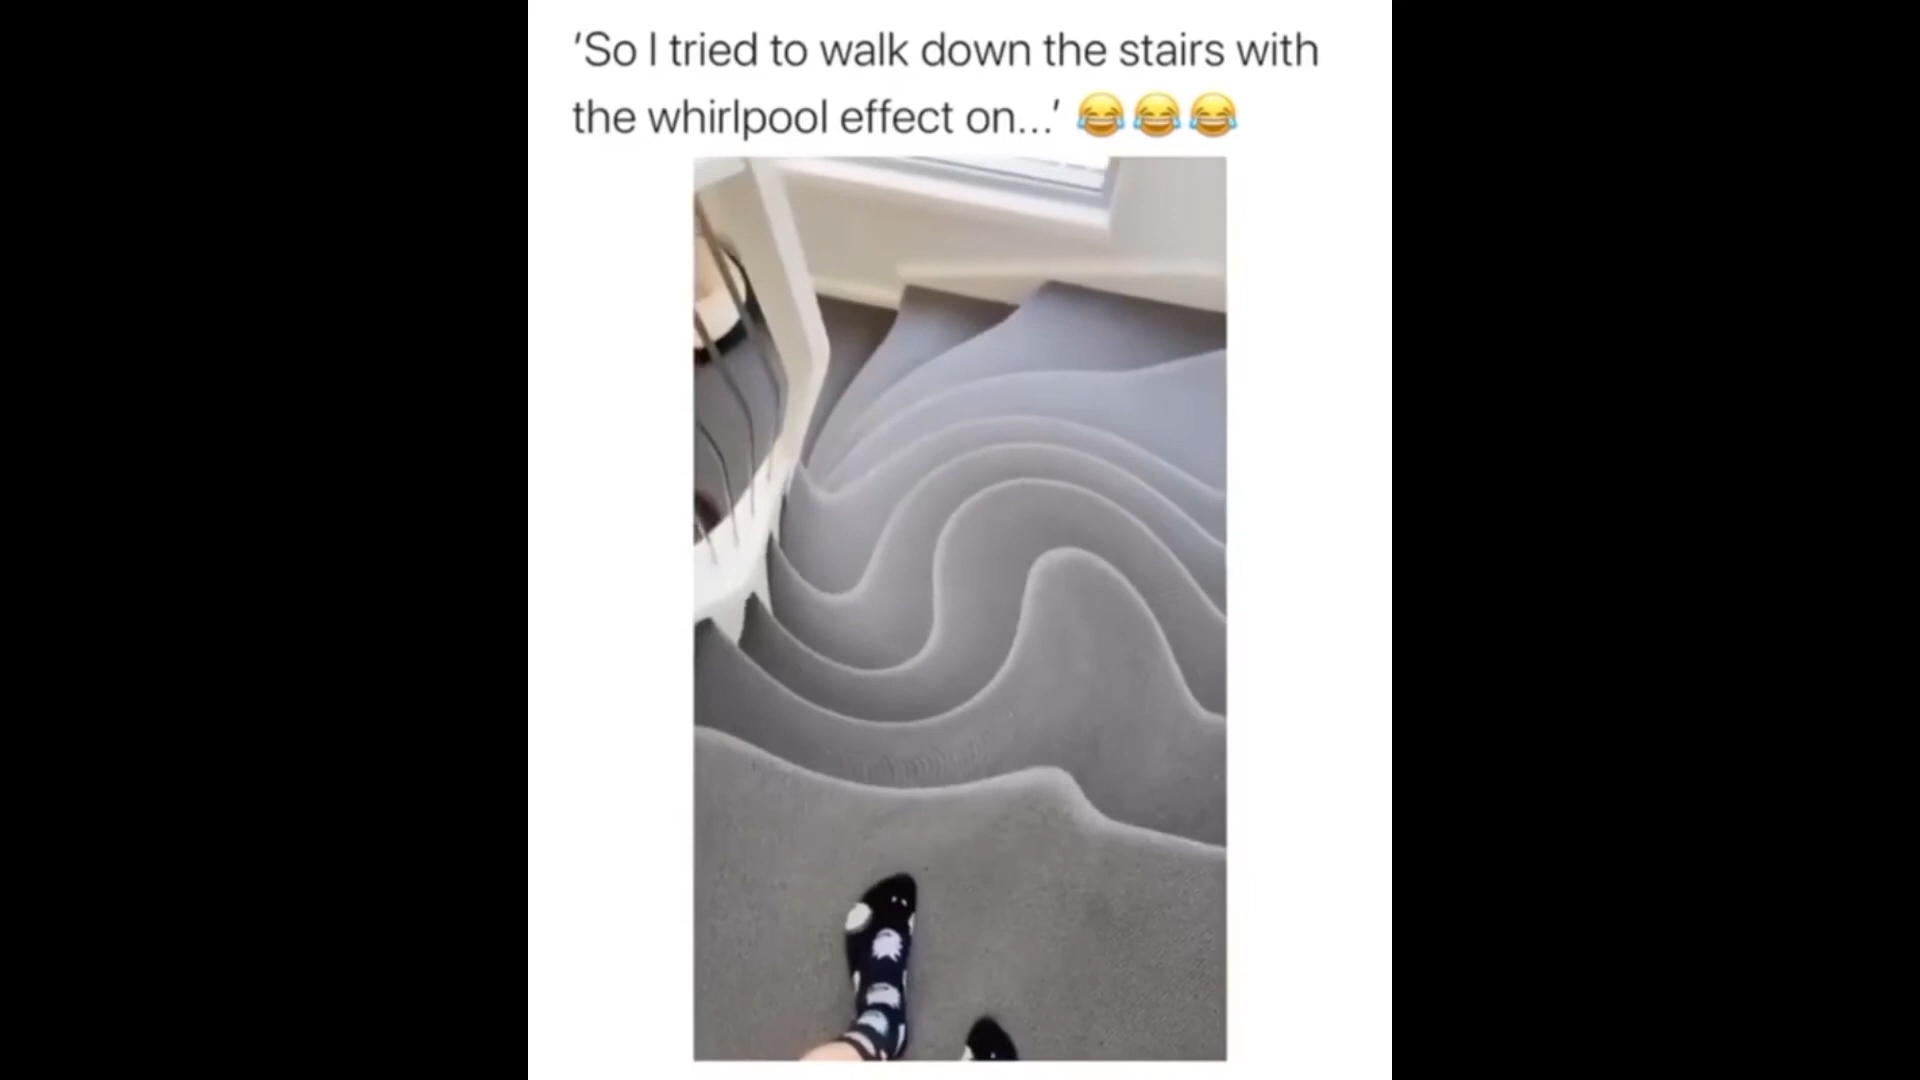 'So I tried to walk down the stairs with
the whirlpool effect on...' 😂😂😂